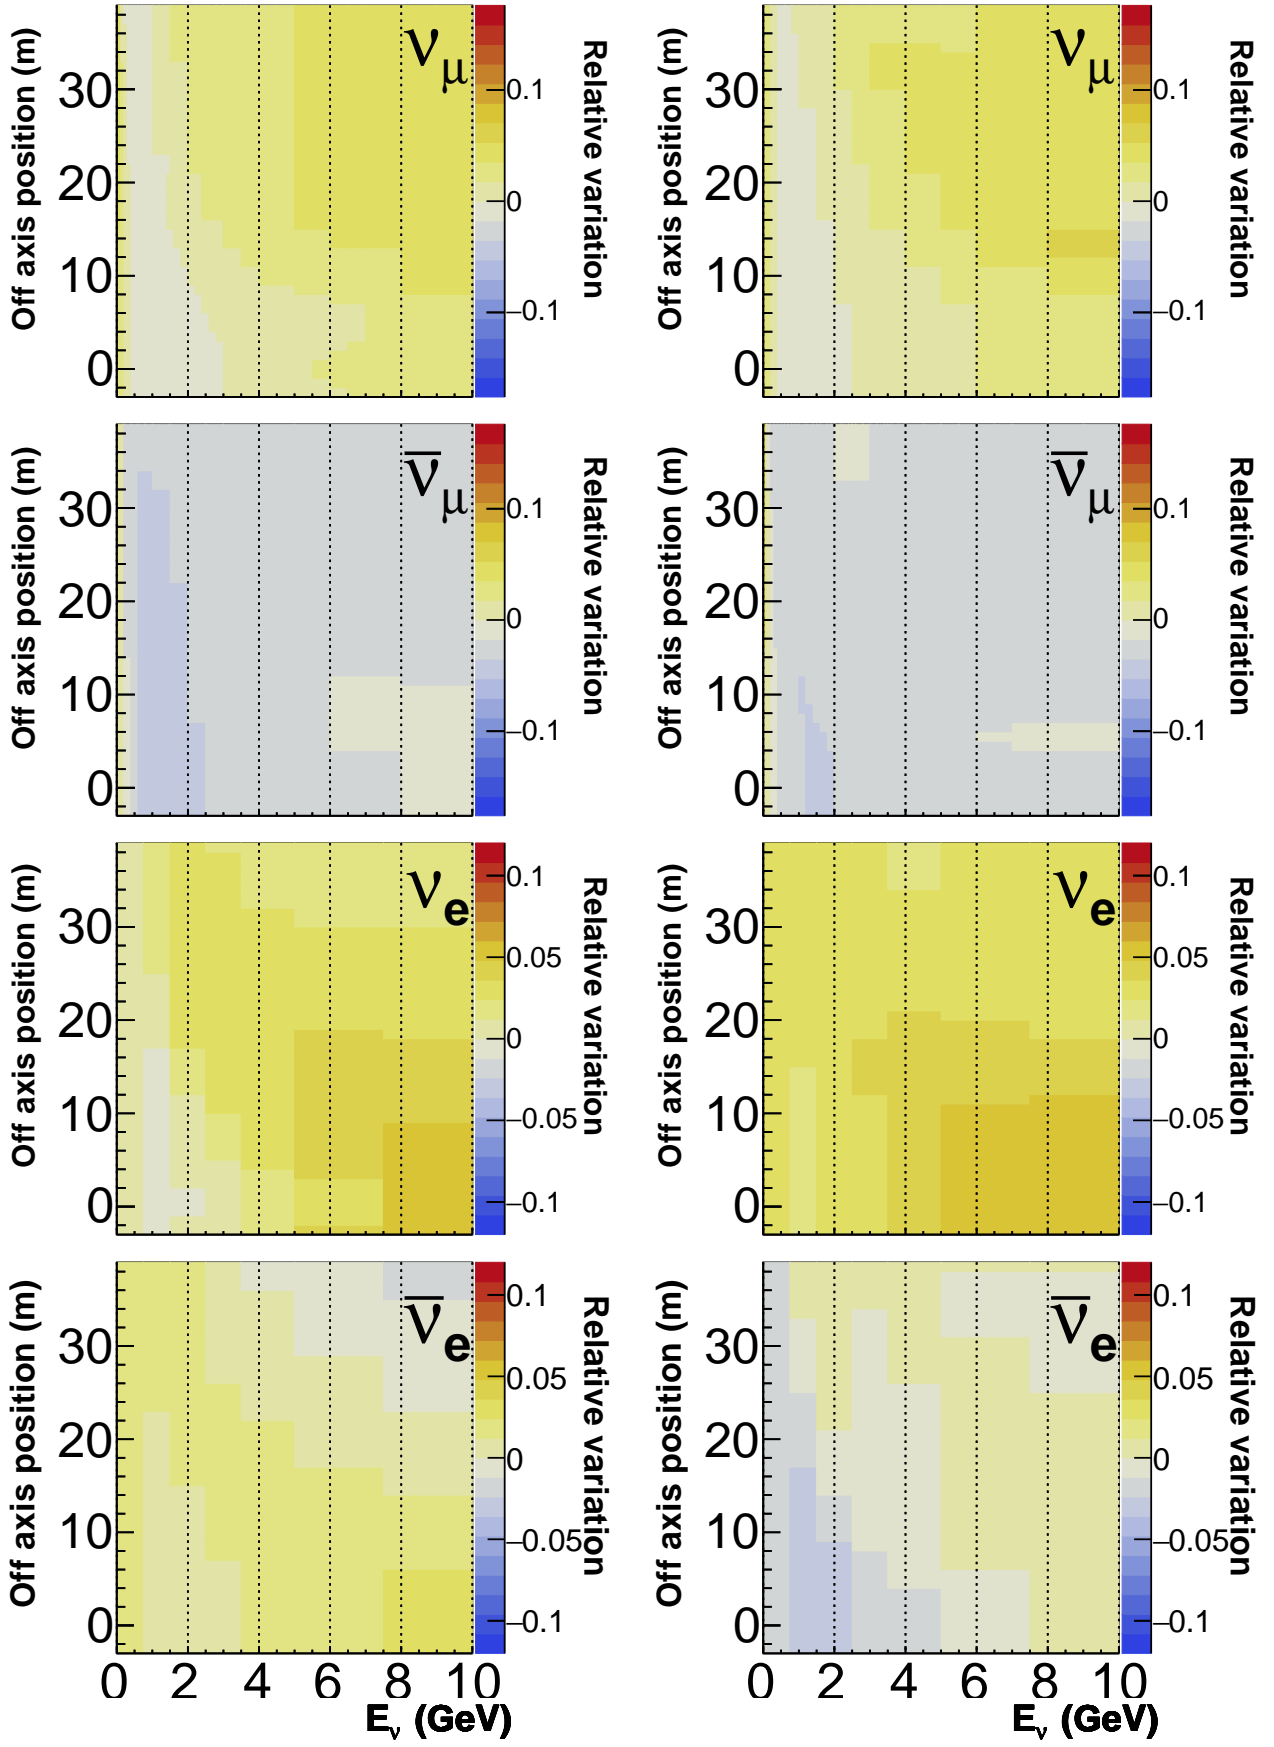 Off axis position (m) 30 20 10 0 ν_μ 0.1 0 −0.1 Relative variation
Off axis position (m) 30 20 10 0 ν_μ 0.1 0 −0.1 Relative variation
Off axis position (m) 30 20 10 0 ν̅_μ 0.1 0 −0.1 Relative variation
Off axis position (m) 30 20 10 0 ν̅_μ 0.1 0 −0.1 Relative variation
Off axis position (m) 30 20 10 0 ν_e 0.1 0.05 0 −0.05 −0.1 Relative variation
Off axis position (m) 30 20 10 0 ν_e 0.1 0.05 0 −0.05 −0.1 Relative variation
Off axis position (m) 30 20 10 0 ν̅_e 0.1 0.05 0 −0.05 −0.1 Relative variation
Off axis position (m) 30 20 10 0 ν̅_e 0.1 0.05 0 −0.05 −0.1 Relative variation
0 2 4 6 8 10
0 2 4 6 8 10
E_ν (GeV)
E_ν (GeV)